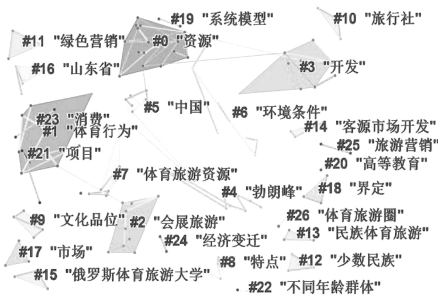 #19 "系统模型"
#10 "旅行社"
#11 "绿色营销"
#0 "资源"
#16 "山东省"
#3 "开发"
#5 "中国"
#6 "环境条件"
#23 "消费"
#1 "体育行为"
#14 "客源市场开发"
#25 "旅游营销"
#21 "项目"
#20 "高等教育"
#7 "体育旅游资源"
#18 "界定"
#4 "勃朗峰"
#9 "文化品位"
#2 "会展旅游"
#26 "体育旅游圈"
#13 "民族体育旅游"
#24 "经济变迁"
#17 "市场"
#8 "特点"
#12 "少数民族"
#15 "俄罗斯体育旅游大学"
#22 "不同年龄群体"